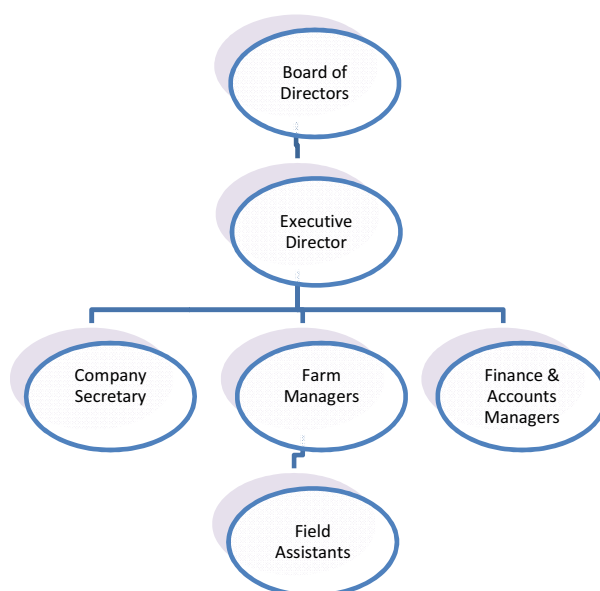 Board of
Directors
Executive
Director
Company
Secretary
Farm
Managers
Finance &
Accounts
Managers
Field
Assistants